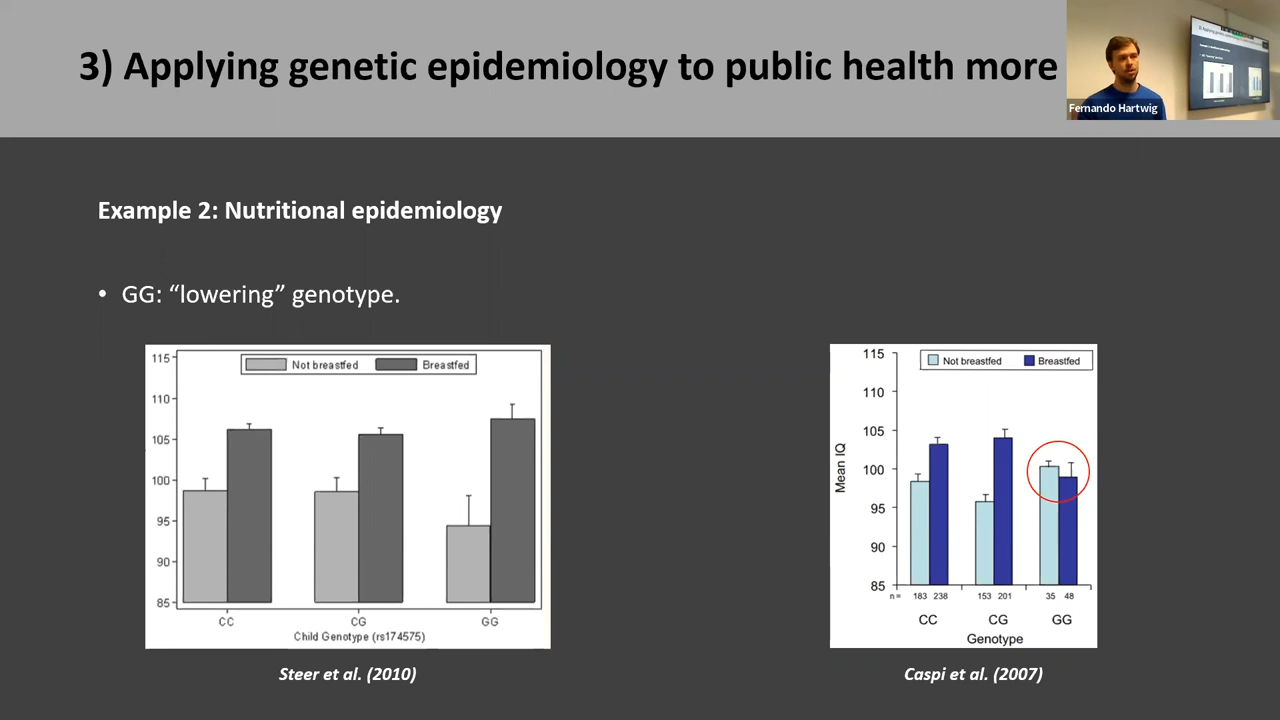 3) Applying genetic epidemiology to public health more
Fernando Hartwig
Example 2: Nutritional epidemiology
• GG: “lowering” genotype.
Not breastfed Breastfed
115
110
105
100
95
90
85
CC CG GG
Child Genotype (rs174575)
Steer et al. (2010)
Not breastfed Breastfed
115
110
105
100
95
90
85
Mean IQ
n = 183 238 153 201 35 48
CC CG GG
Genotype
Caspi et al. (2007)